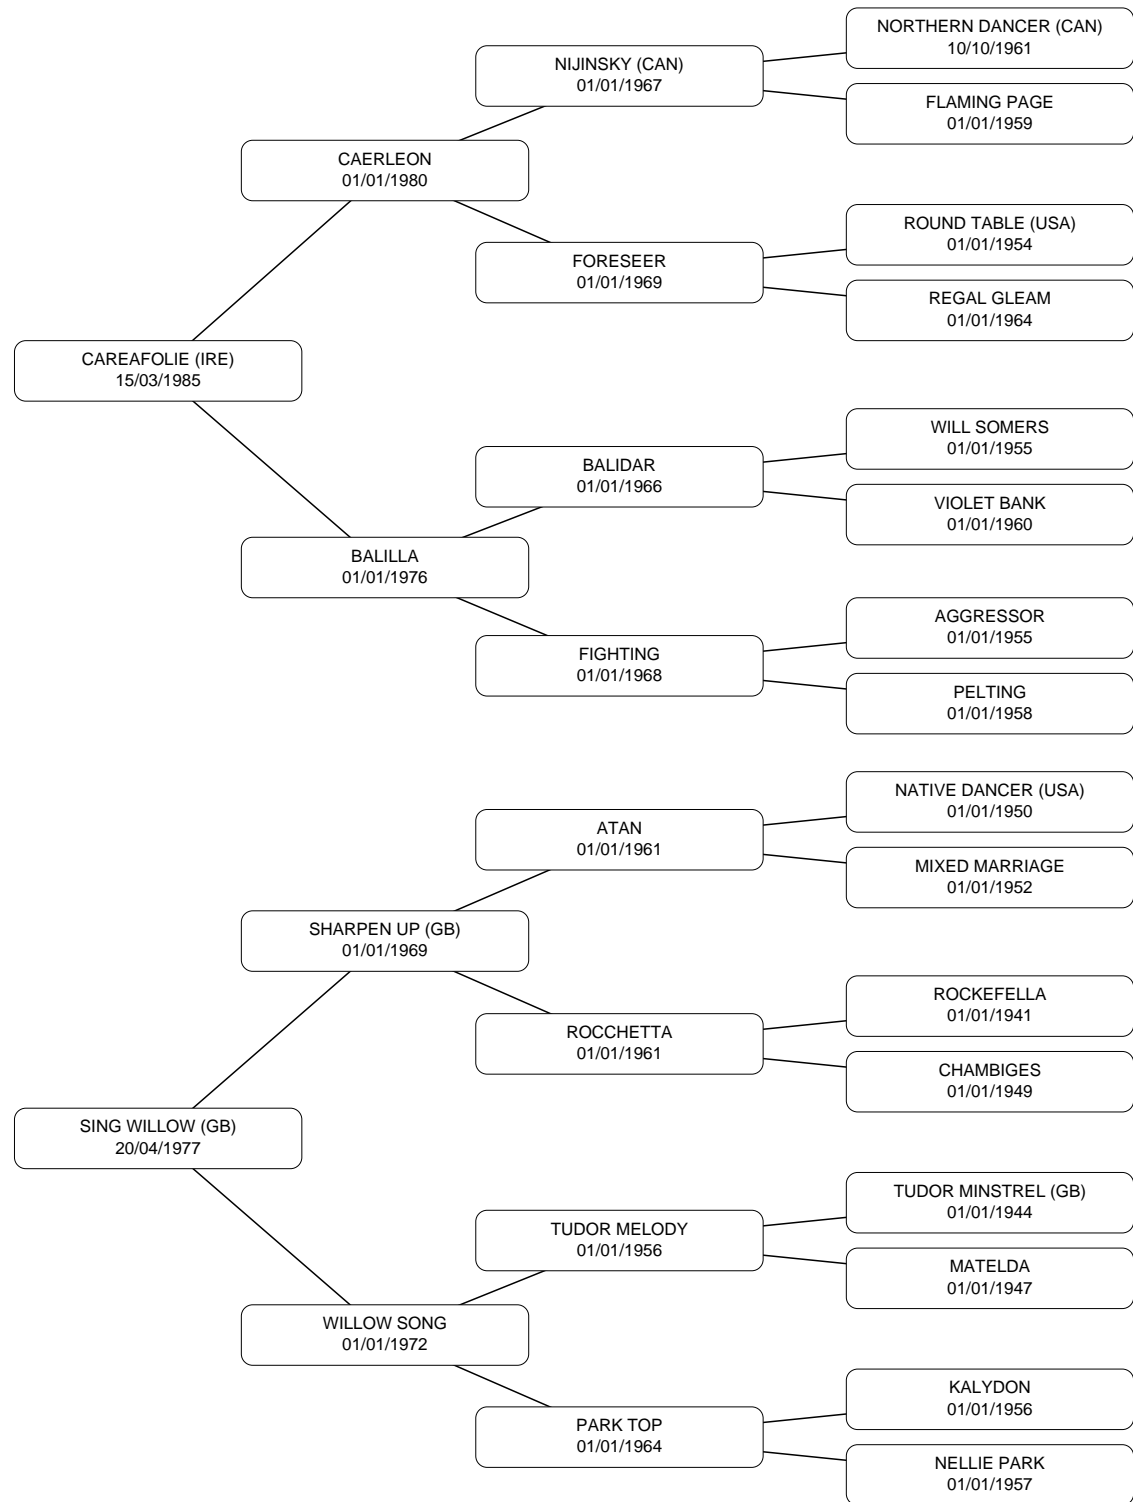 NORTHERN DANCER (CAN)
10/10/1961
NIJINSKY (CAN)
01/01/1967
FLAMING PAGE
01/01/1959
CAERLEON
01/01/1980
ROUND TABLE (USA)
01/01/1954
FORESEER
01/01/1969
REGAL GLEAM
01/01/1964
CAREAFOLIE (IRE)
15/03/1985
WILL SOMERS
01/01/1955
BALIDAR
01/01/1966
VIOLET BANK
01/01/1960
BALILLA
01/01/1976
AGGRESSOR
01/01/1955
FIGHTING
01/01/1968
PELTING
01/01/1958
NATIVE DANCER (USA)
01/01/1950
ATAN
01/01/1961
MIXED MARRIAGE
01/01/1952
SHARPEN UP (GB)
01/01/1969
ROCKEFELLA
01/01/1941
ROCCHETTA
01/01/1961
CHAMBIGES
01/01/1949
SING WILLOW (GB)
20/04/1977
TUDOR MINSTREL (GB)
01/01/1944
TUDOR MELODY
01/01/1956
MATELDA
01/01/1947
WILLOW SONG
01/01/1972
KALYDON
01/01/1956
PARK TOP
01/01/1964
NELLIE PARK
01/01/1957